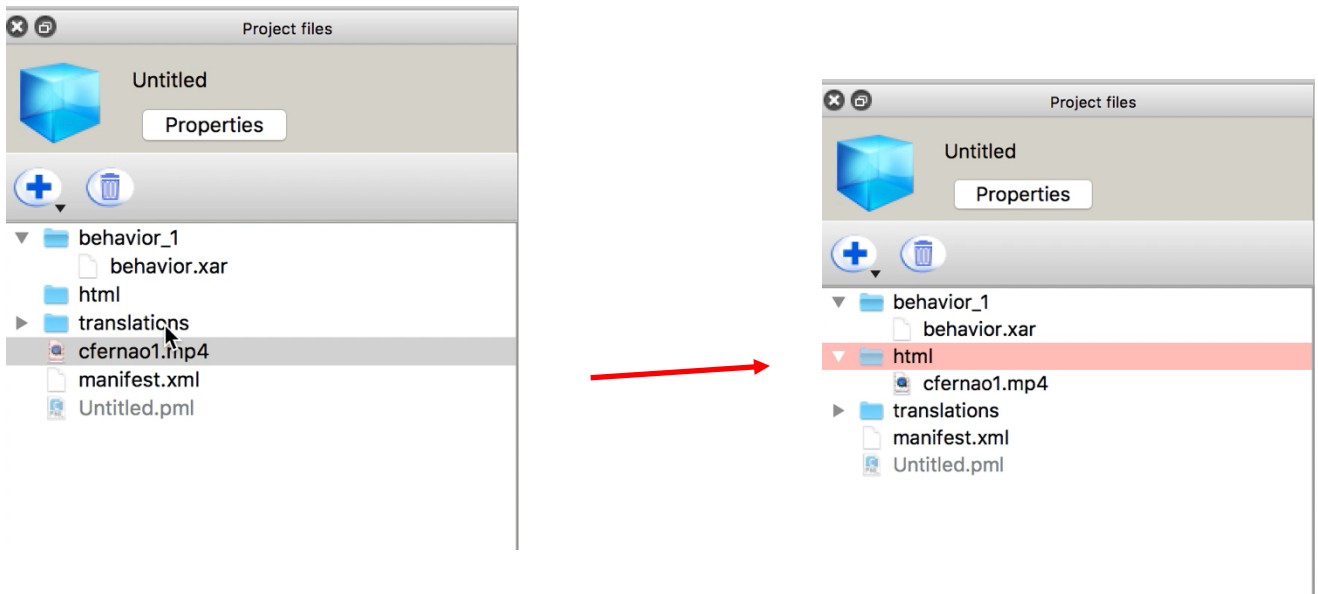 Project files
Untitled
Properties
behavior_1
behavior.xar
html
translations
cfernao1.mp4
manifest.xml
Untitled.pml
Project files
Untitled
Properties
behavior_1
behavior.xar
html
cfernao1.mp4
translations
manifest.xml
Untitled.pml